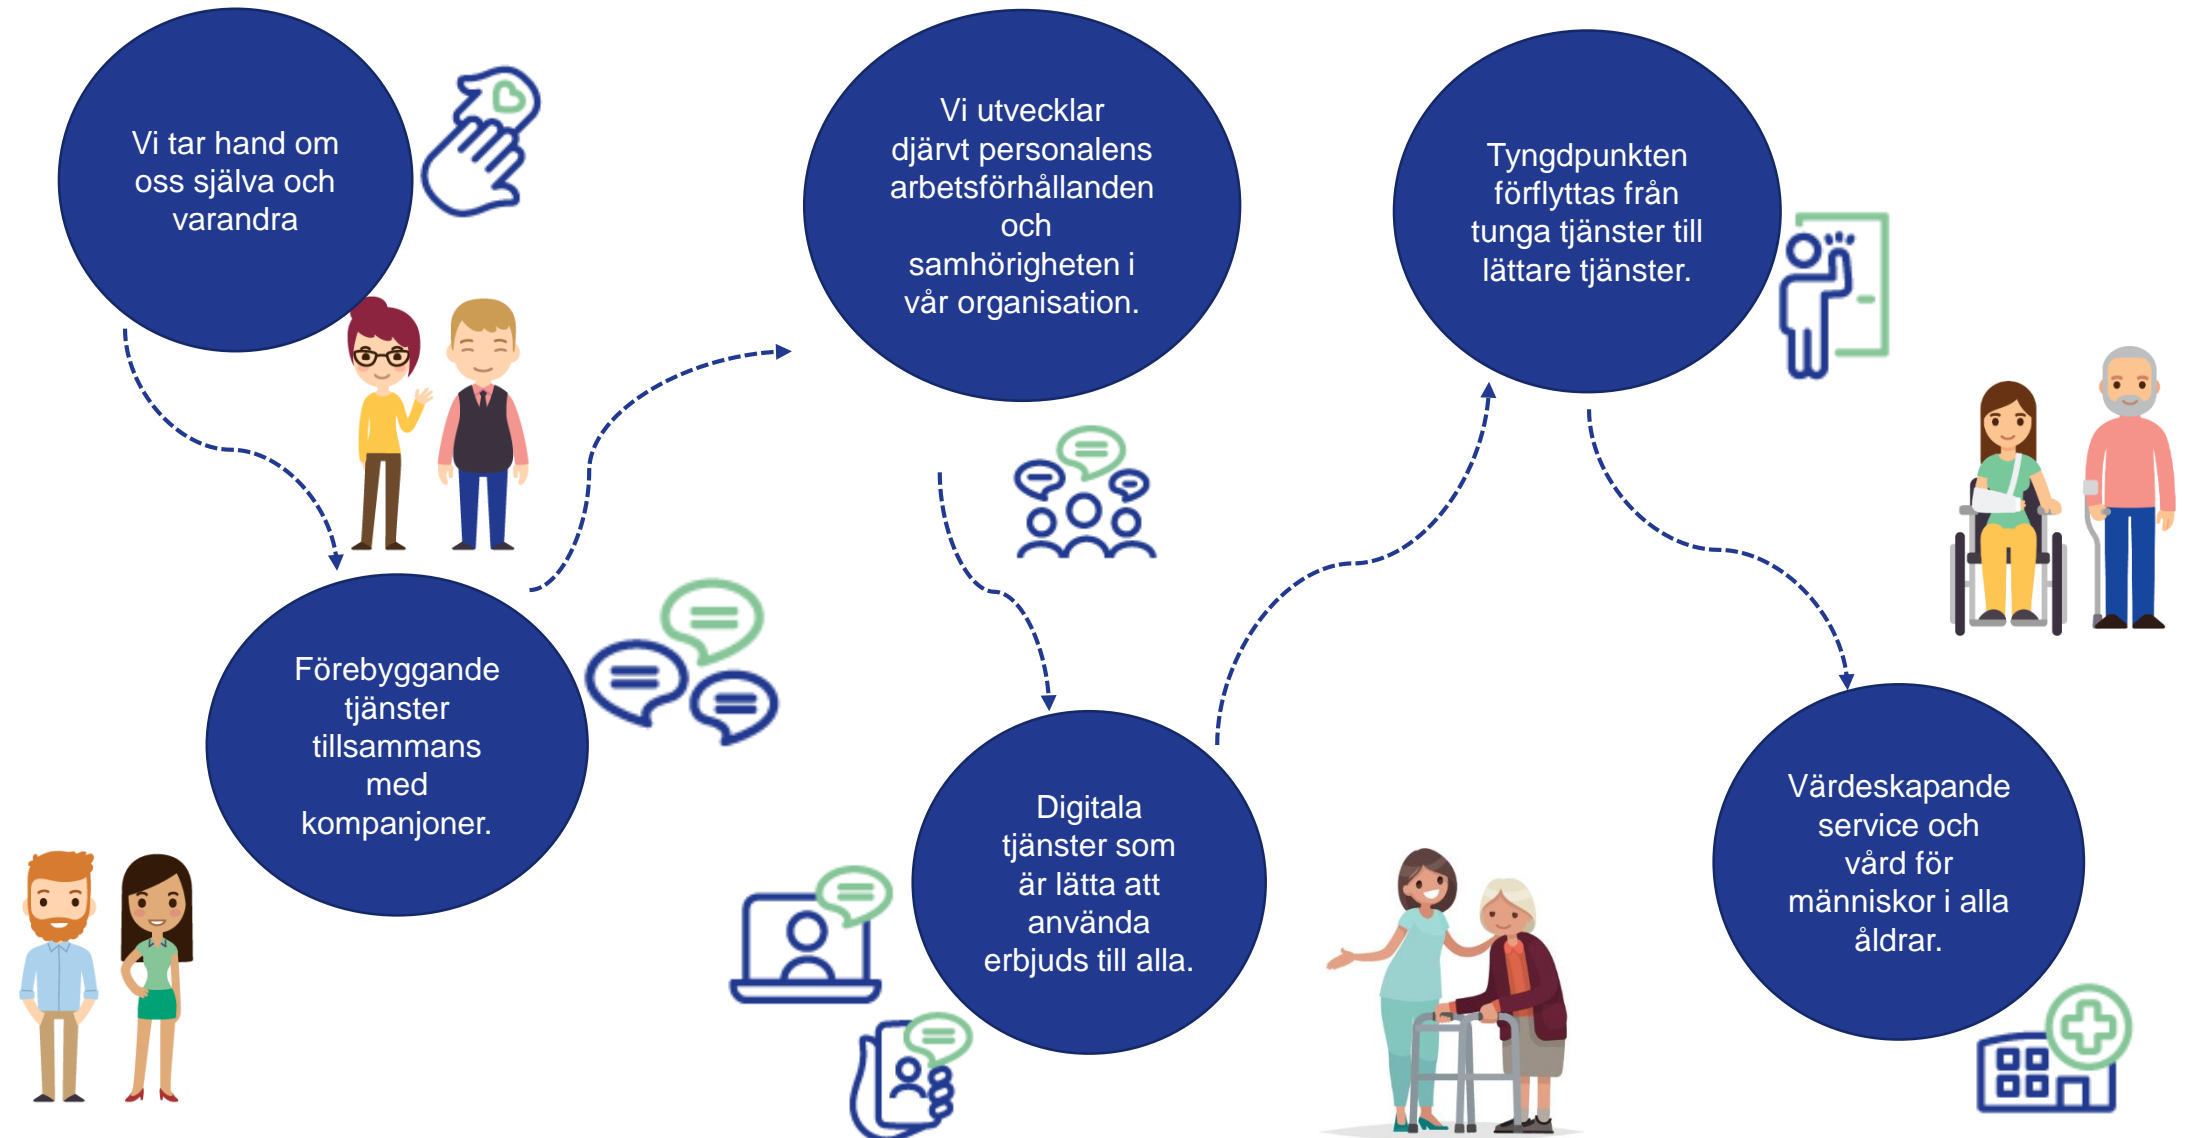 Vi tar hand om
oss själva och
varandra
Förebyggande
tjänster
tillsammans
med
kompanjoner.
Vi utvecklar
djärvt personalens
arbetsförhållanden
och
samhörigheten i
vår organisation.
Digitala
tjänster som
är lätta att
använda
erbjuds till alla.
Tyngdpunkten
förflyttas från
tunga tjänster till
lättare tjänster.
Värdeskapande
service och
vård för
människor i alla
åldrar.